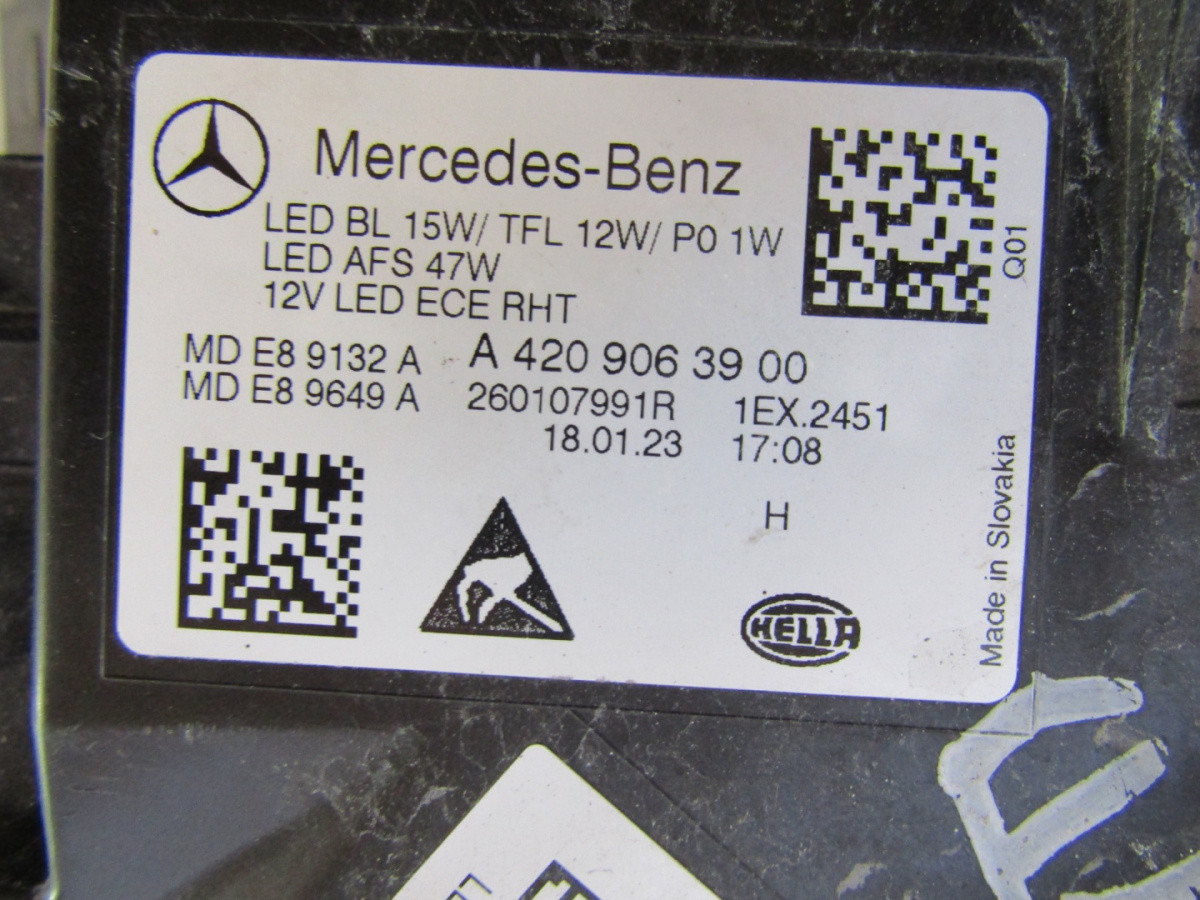 Mercedes-Benz
LED BL 15W/ TFL 12W/ P0 1W
LED AFS 47W
12V LED ECE RHT
Q01
MD E8 9132 A A 420 906 39 00
MD E8 9649 A 260107991R 1EX.2451
18.01.23 17:08
H
HELLA
Made in Slovakia